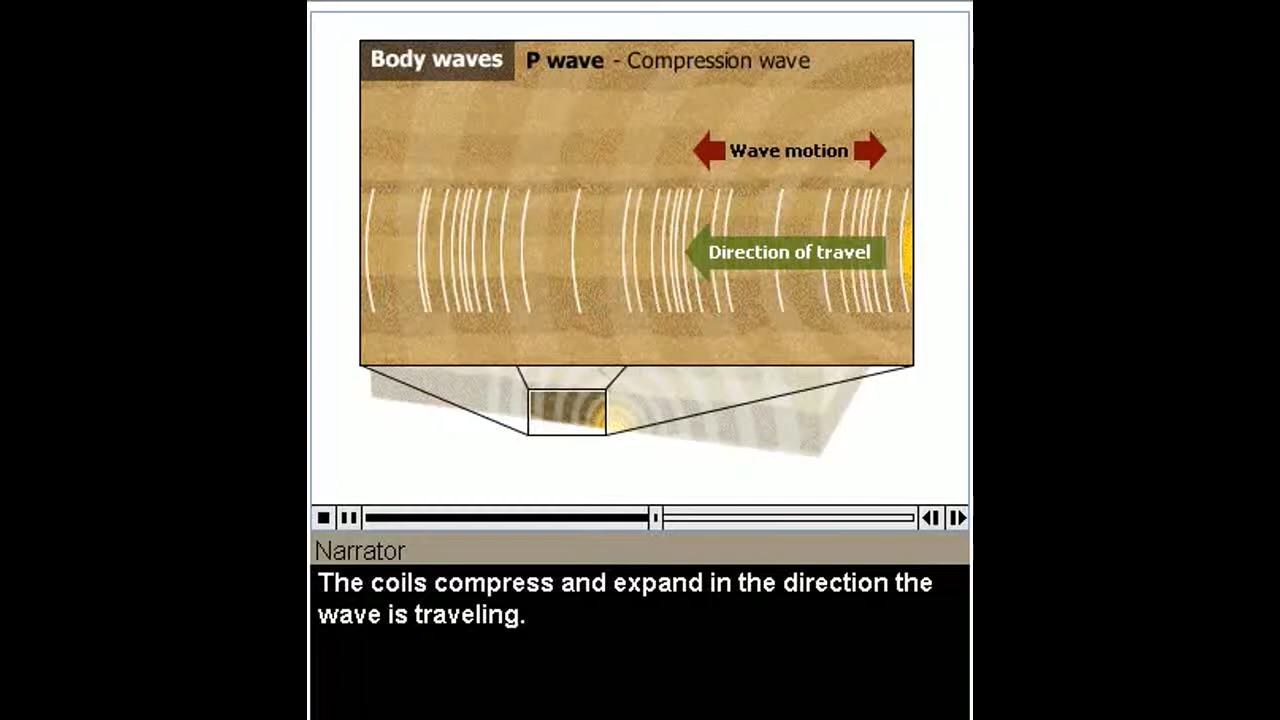 Body waves P wave - Compression wave
Wave motion
Direction of travel
Narrator
The coils compress and expand in the direction the
wave is traveling.